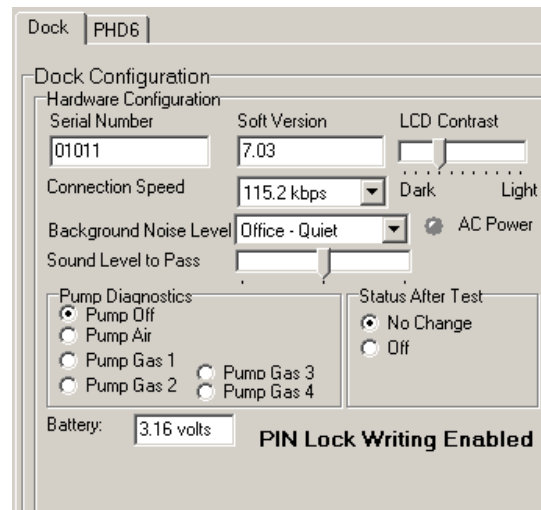 Dock PHD6
Dock Configuration
Hardware Configuration
Serial Number Soft Version LCD Contrast
01011 7.03
Connection Speed 115.2 kbps Dark Light
Background Noise Level Office - Quiet AC Power
Sound Level to Pass
Pump Diagnostics Status After Test
Pump Off No Change
Pump Air Off
Pump Gas 1 Pump Gas 3
Pump Gas 2 Pump Gas 4
Battery: 3.16 volts PIN Lock Writing Enabled